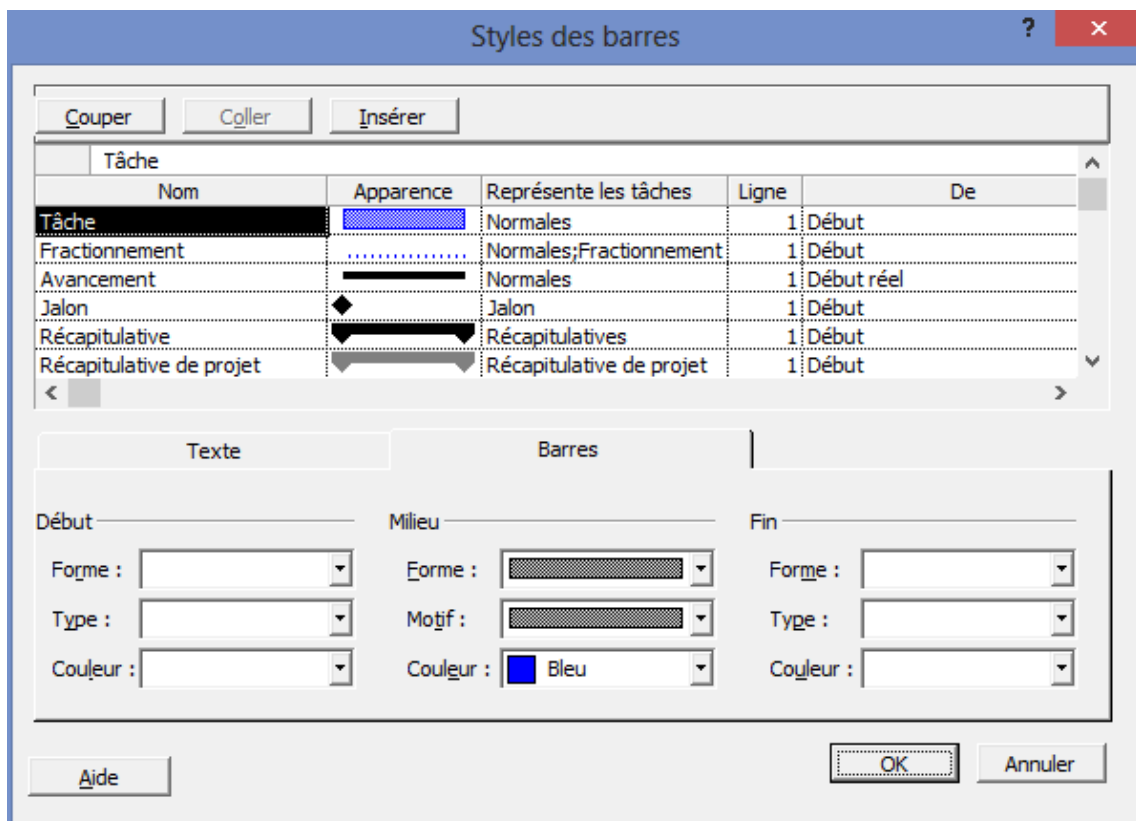 Styles des barres ?
Couper Coller Insérer
Tâche
Nom Apparence Représente les tâches Ligne De
Tâche Normales 1 Début
Fractionnement Normales;Fractionnement 1 Début
Avancement Normales 1 Début réel
Jalon Jalon 1 Début
Récapitulative Récapitulatives 1 Début
Récapitulative de projet Récapitulative de projet 1 Début
Texte Barres
Début Milieu Fin
Forme : Forme : Forme :
Type : Motif : Type :
Couleur : Couleur : Bleu Couleur :
Aide OK Annuler